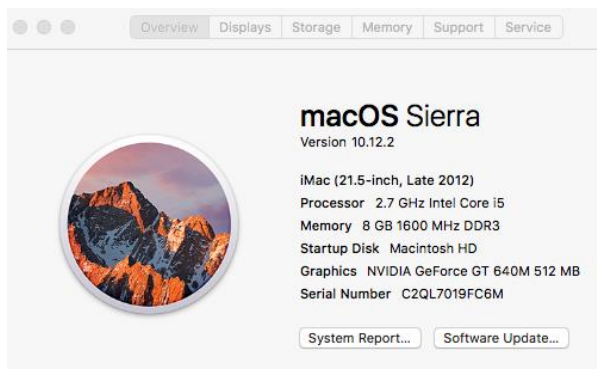 Overview Displays Storage Memory Support Service
macOS Sierra
Version 10.12.2
iMac (21.5-inch, Late 2012)
Processor 2.7 GHz Intel Core i5
Memory 8 GB 1600 MHz DDR3
Startup Disk Macintosh HD
Graphics NVIDIA GeForce GT 640M 512 MB
Serial Number C2QL7019FC6M
System Report... Software Update...